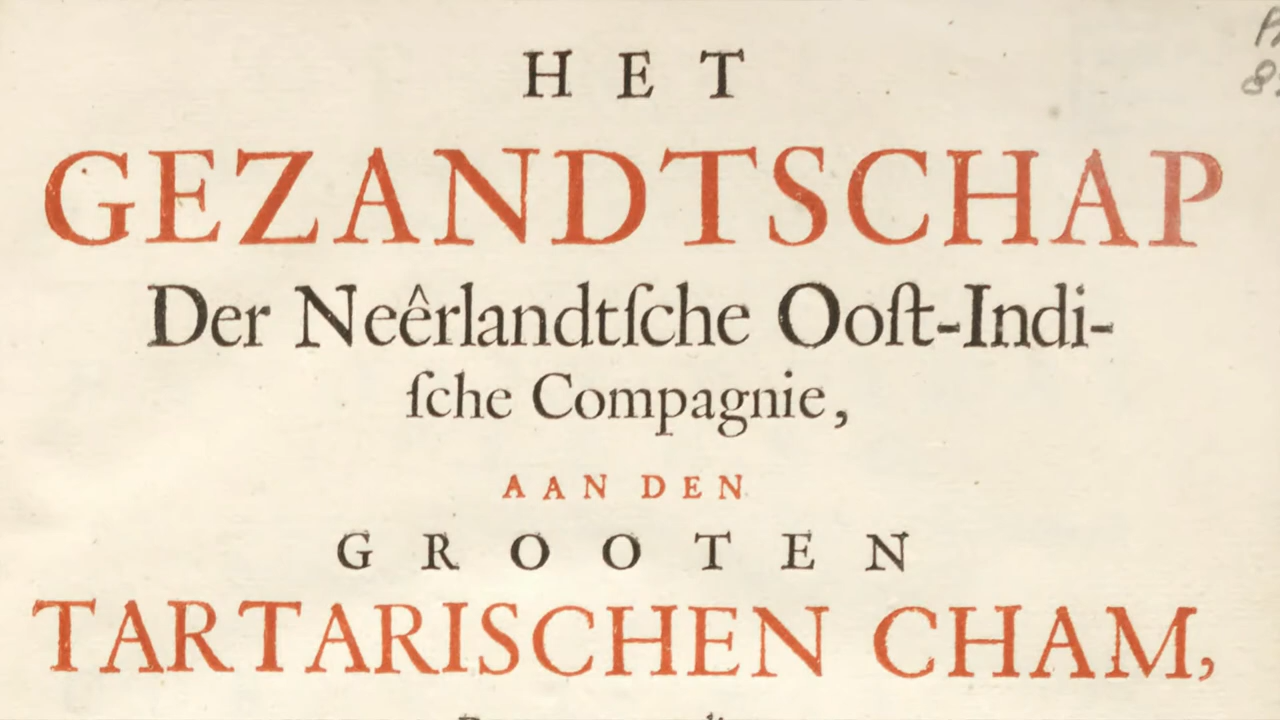 HET
GEZANDTSCHAP
Der Neêrlandtſche Ooſt-Indi-
ſche Compagnie,
AAN DEN
GROOTEN
TARTARISCHEN CHAM,